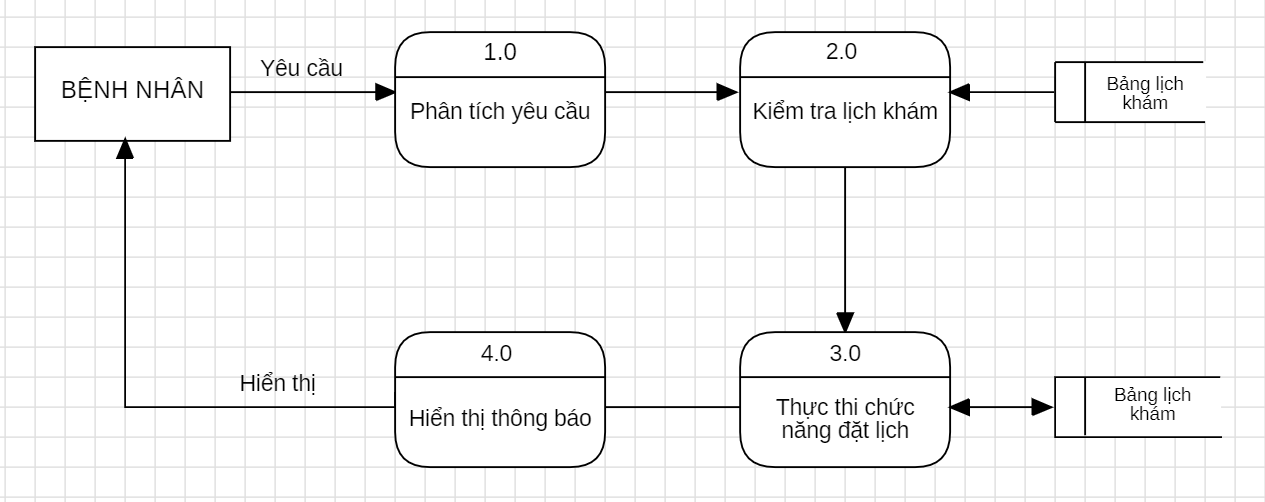 BỆNH NHÂN
Yêu cầu
1.0
Phân tích yêu cầu
2.0
Kiểm tra lịch khám
Bảng lịch
khám
Hiển thị
4.0
Hiển thị thông báo
3.0
Thực thi chức
năng đặt lịch
Bảng lịch
khám